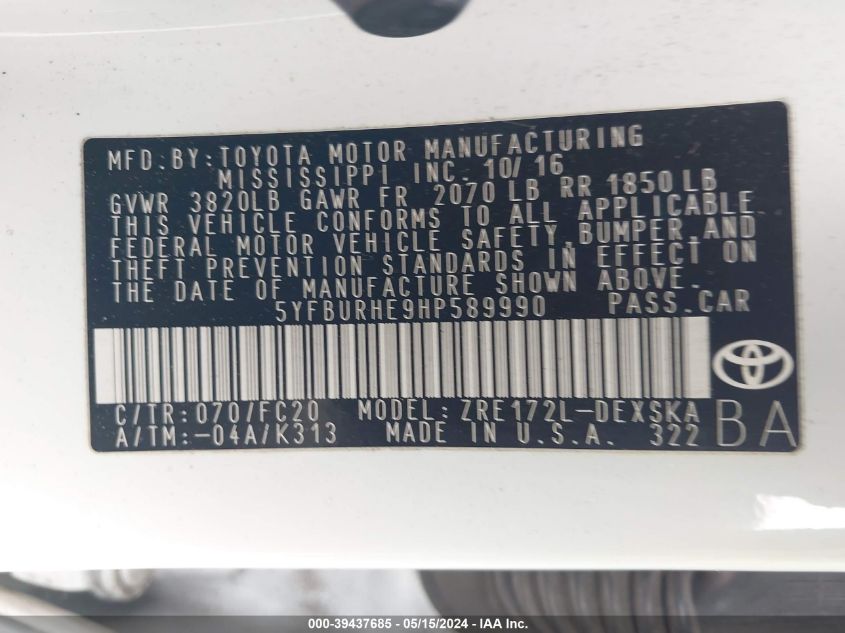 MFD. BY: TOYOTA MOTOR MANUFACTURING
MISSISSIPPI INC. 10/16
GVWR 3820LB GAWR FR 2070 LB RR 1850 LB
THIS VEHICLE CONFORMS TO ALL APPLICABLE
FEDERAL MOTOR VEHICLE SAFETY, BUMPER AND
THEFT PREVENTION STANDARDS IN EFFECT ON
THE DATE OF MANUFACTURE SHOWN ABOVE.
5YFBURHE9HP589990 PASS. CAR
C/TR: 070/FC20 MODEL: ZRE172L-DEXSKA
A/TM: -04A/K313 MADE IN U.S.A. 322 BA
000-39437685 - 05/15/2024 - IAA Inc.